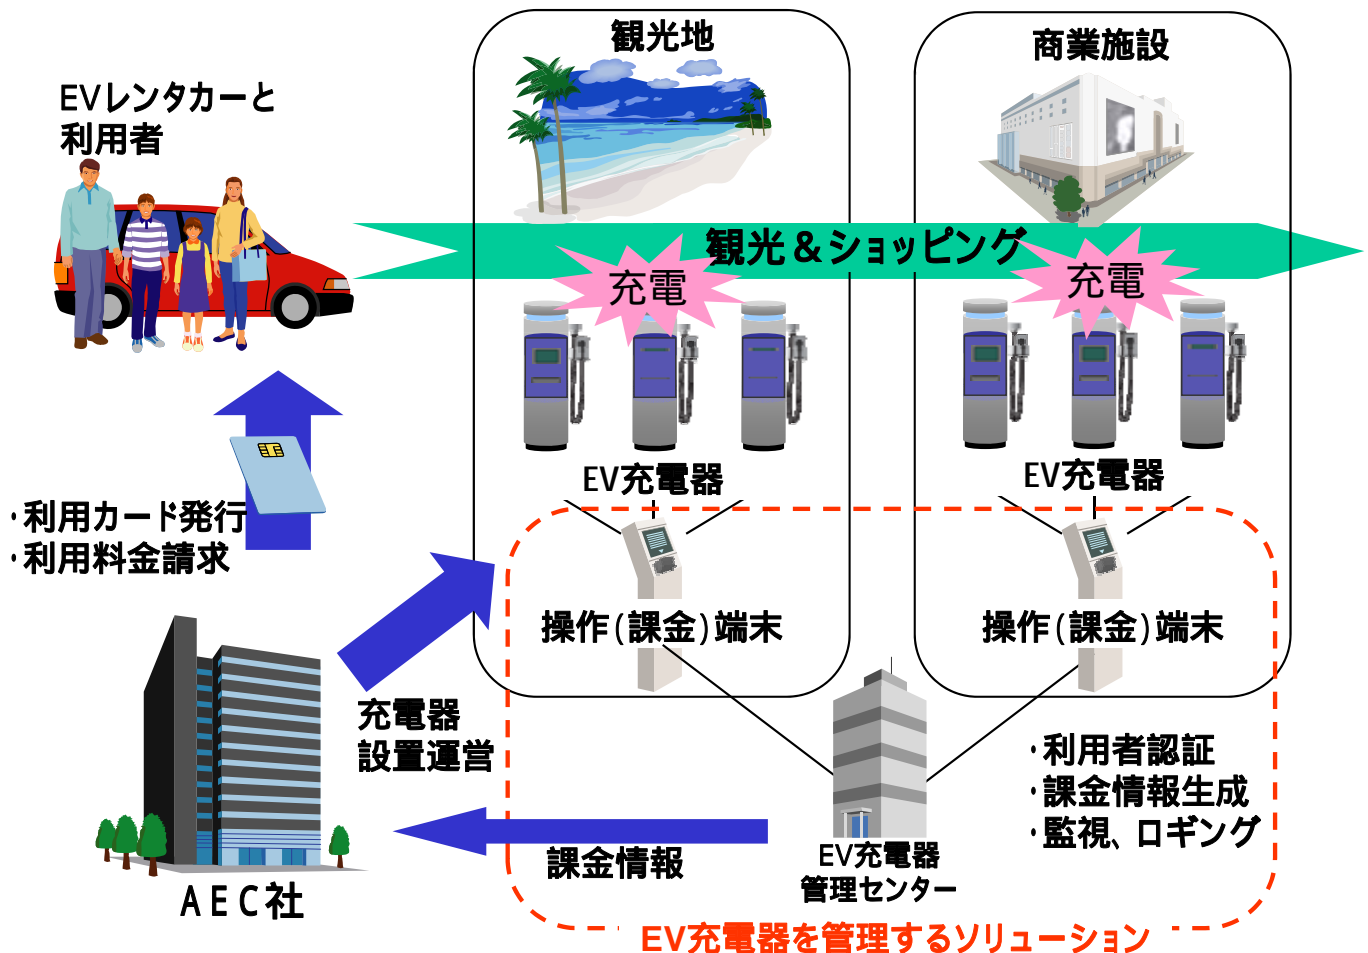 観光地
商業施設
EVレンタカーと
利用者
観光＆ショッピング
充電
充電
EV充電器
EV充電器
・利用カード発行
・利用料金請求
操作(課金)端末
操作(課金)端末
充電器
設置運営
・利用者認証
・課金情報生成
・監視、ロギング
課金情報
EV充電器
管理センター
ＡＥＣ社
EV充電器を管理するソリューション